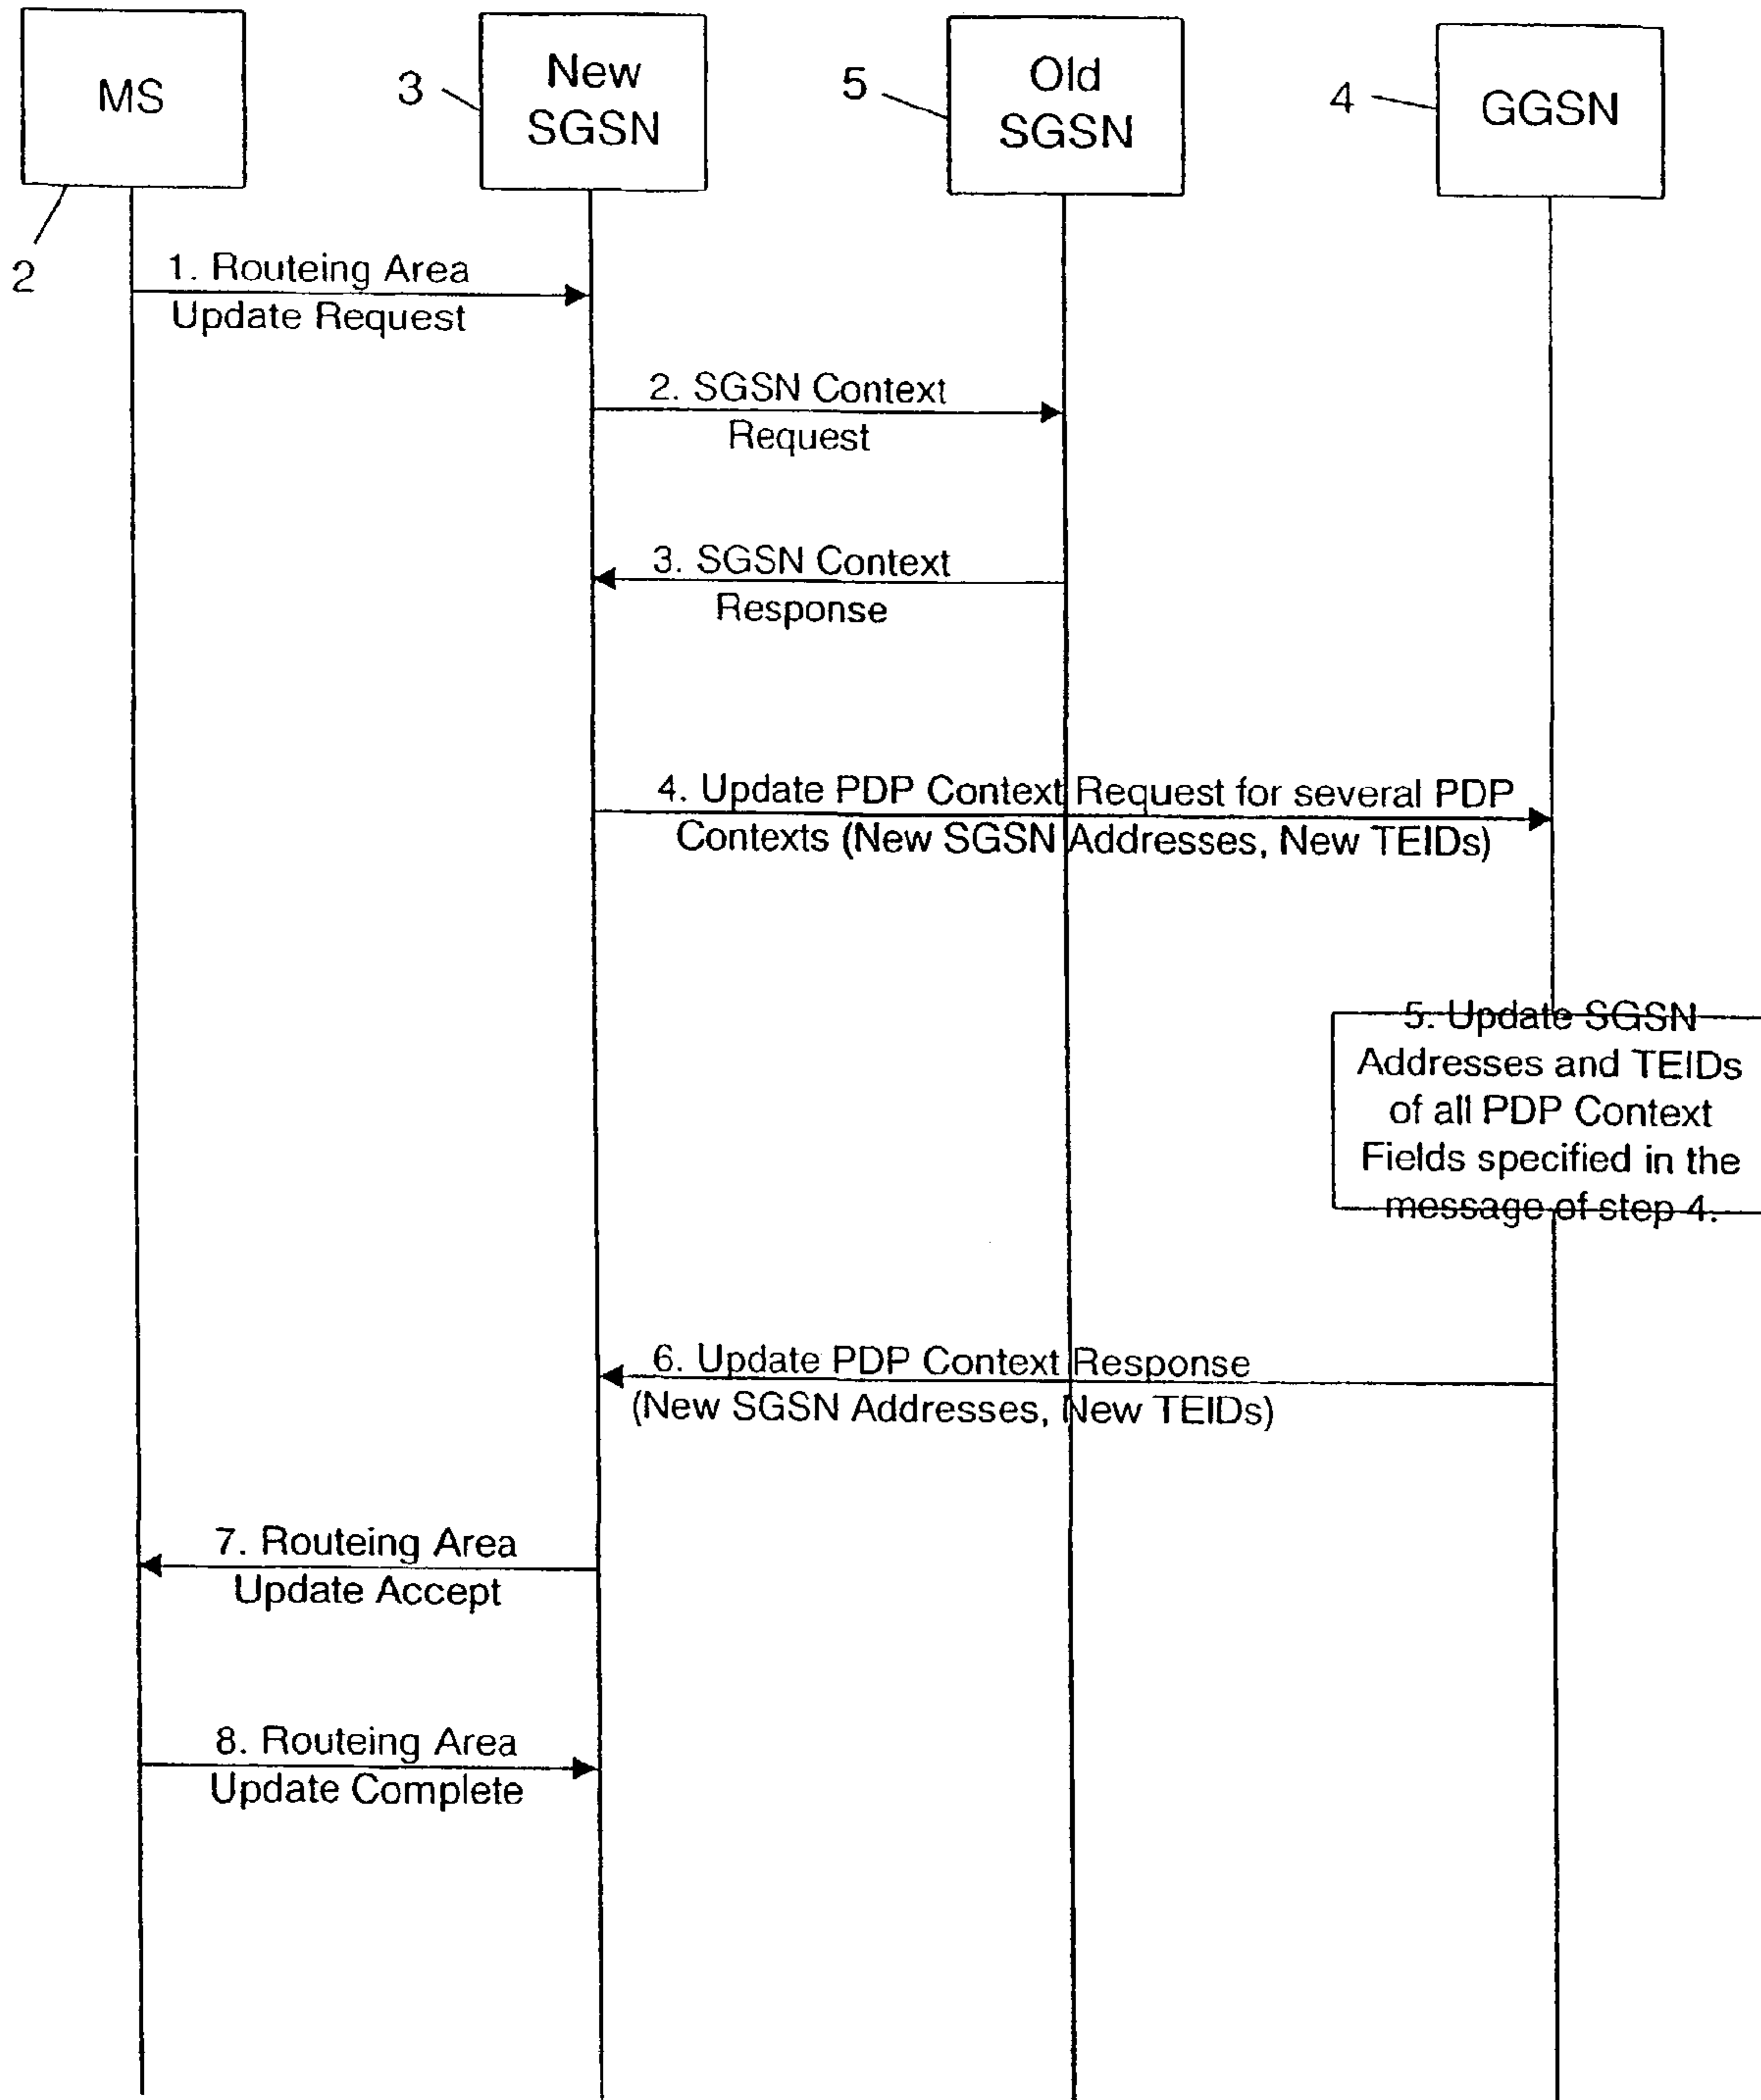 MS
3
New
SGSN
5
Old
SGSN
4
GGSN
2
1. Routeing Area
Update Request
2. SGSN Context
Request
3. SGSN Context
Response
4. Update PDP Context Request for several PDP
Contexts (New SGSN Addresses, New TEIDs)
5. Update SGSN
Addresses and TEIDs
of all PDP Context
Fields specified in the
message of step 4.
6. Update PDP Context Response
(New SGSN Addresses, New TEIDs)
7. Routeing Area
Update Accept
8. Routeing Area
Update Complete